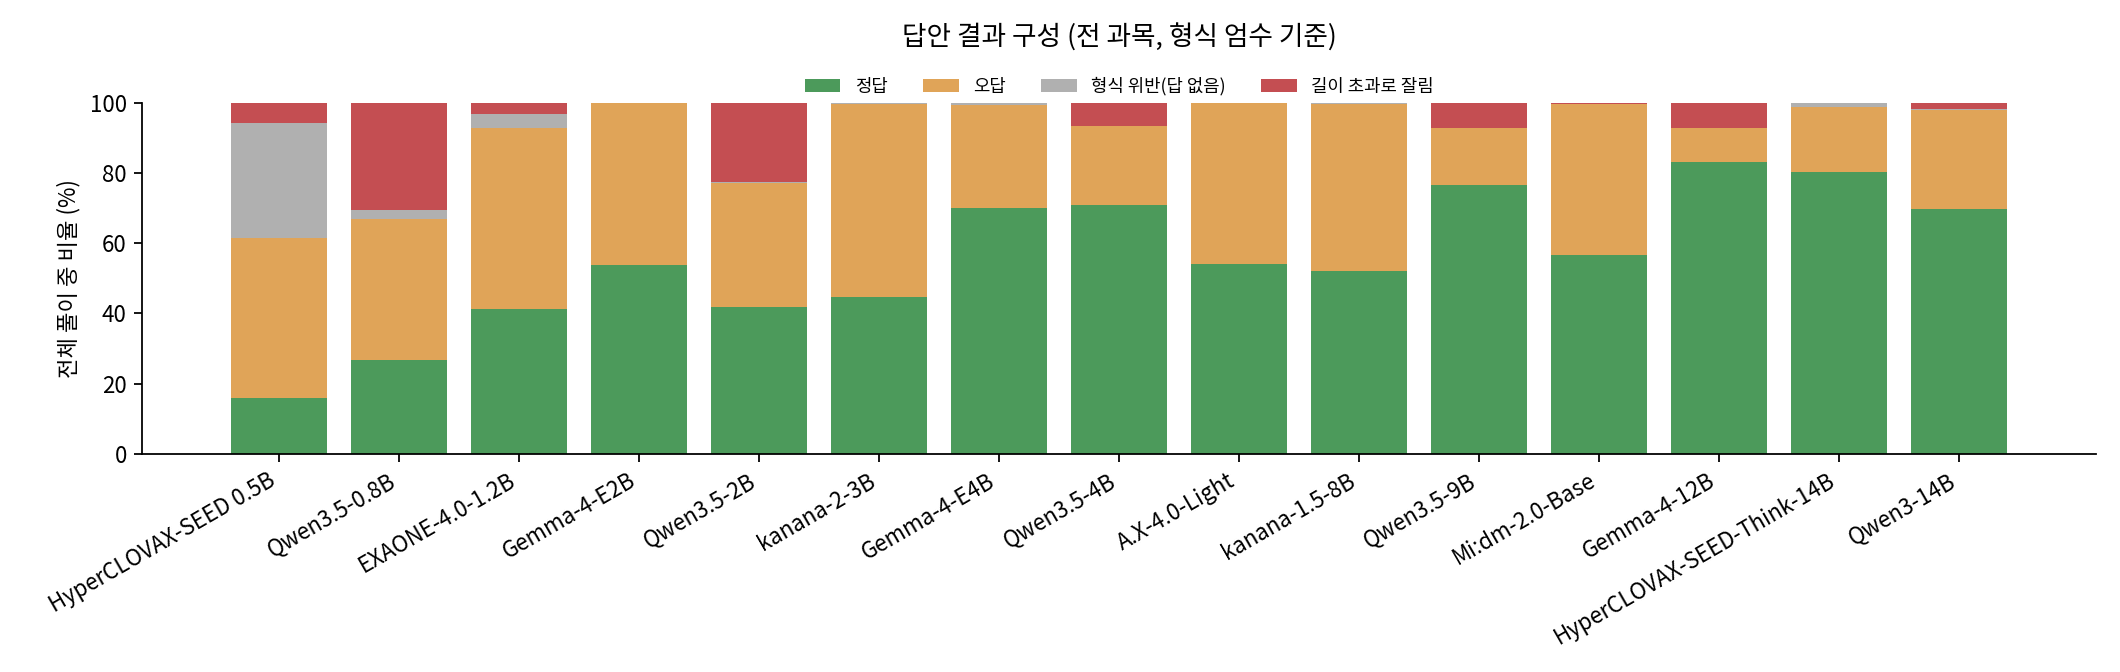 답안 결과 구성 (전 과목, 형식 엄수 기준)
정답 오답 형식 위반(답 없음) 길이 초과로 잘림
전체 풀이 중 비율 (%)
100
80
60
40
20
0
HyperCLOVAX-SEED 0.5B
Qwen3.5-0.8B
EXAONE-4.0-1.2B
Gemma-4-E2B
Qwen3.5-2B
kanana-2-3B
Gemma-4-E4B
Qwen3.5-4B
A.X-4.0-Light
kanana-1.5-8B
Qwen3.5-9B
Mi:dm-2.0-Base
Gemma-4-12B
HyperCLOVAX-SEED-Think-14B
Qwen3-14B